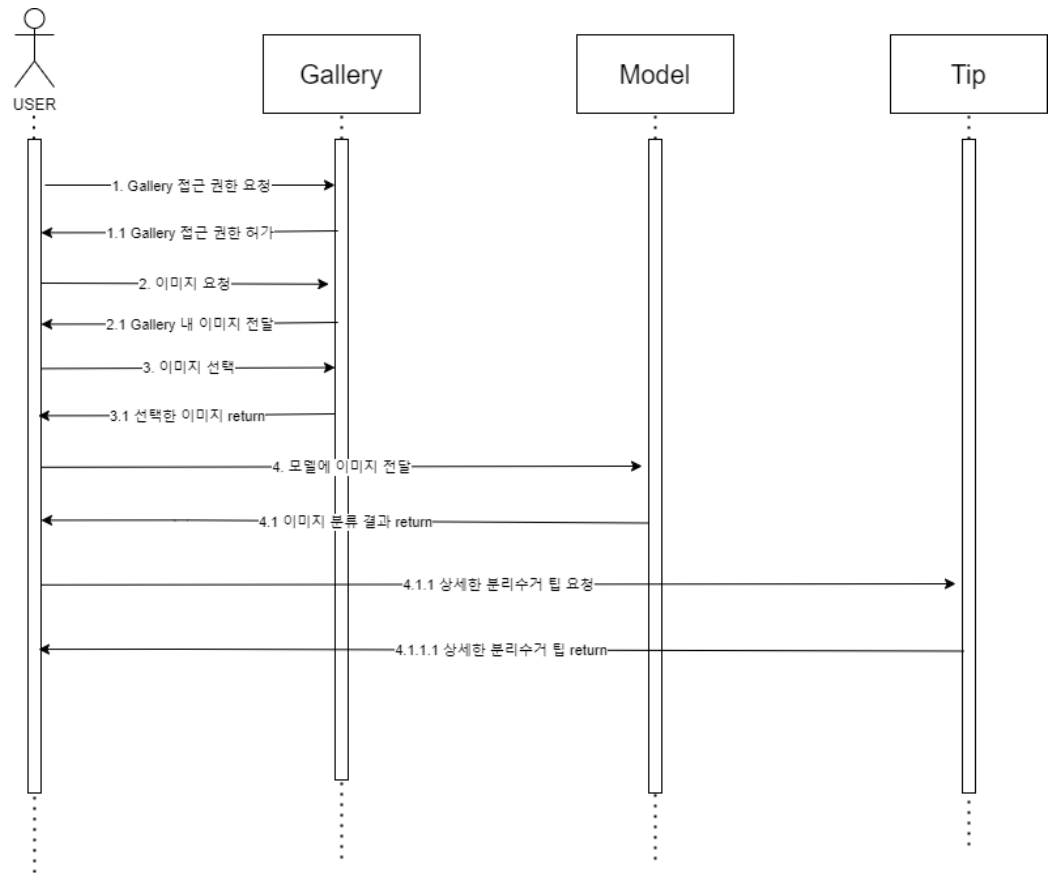 USER
Gallery
Model
Tip
1. Gallery 접근 권한 요청
1.1 Gallery 접근 권한 허가
2. 이미지 요청
2.1 Gallery 내 이미지 전달
3. 이미지 선택
3.1 선택한 이미지 return
4. 모델에 이미지 전달
4.1 이미지 분류 결과 return
4.1.1 상세한 분리수거 팁 요청
4.1.1.1 상세한 분리수거 팁 return